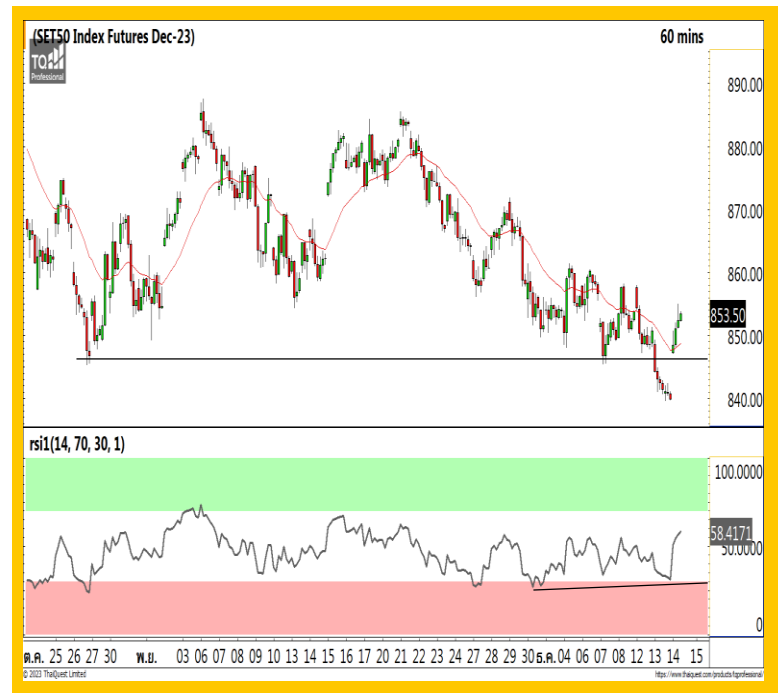 (SET50 Index Futures Dec-23) 60 mins
TQ
Professional
890.00
880.00
870.00
860.00
853.50
850.00
840.00
rsi1(14, 70, 30, 1)
100.0000
58.4171
50.0000
0
ต.ค. 25 26 27 30 พ.ย. 03 06 07 08 09 10 13 14 15 16 17 20 21 22 23 24 27 28 29 30 ธ.ค. 04 06 07 08 12 13 14 15
© 2023 ThaiQuest Limited https://www.thaiquest.com/products/tqprofessional/